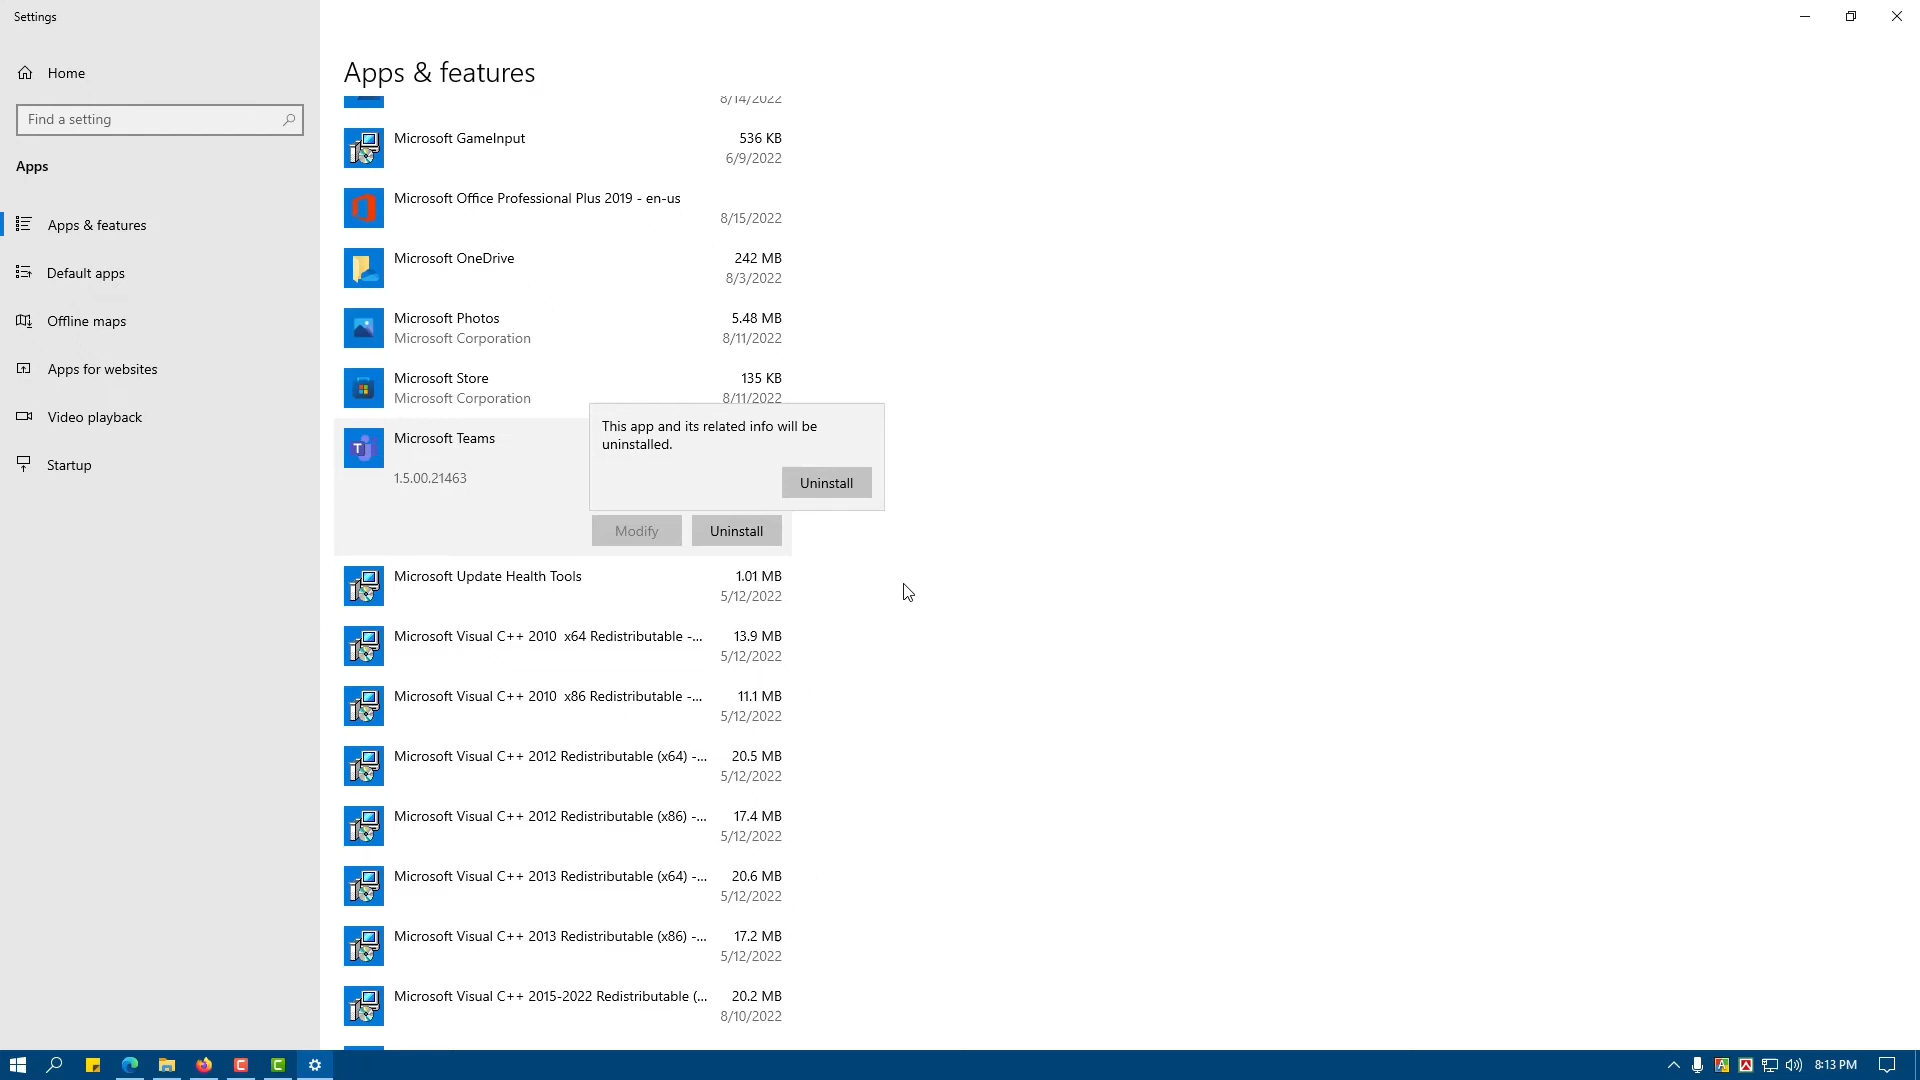 Settings
Home
Find a setting
Apps
Apps & features
Default apps
Offline maps
Apps for websites
Video playback
Startup
Apps & features
8/14/2022
Microsoft GameInput 536 KB
6/9/2022
Microsoft Office Professional Plus 2019 - en-us
8/15/2022
Microsoft OneDrive 242 MB
8/3/2022
Microsoft Photos 5.48 MB
Microsoft Corporation 8/11/2022
Microsoft Store 135 KB
Microsoft Corporation 8/11/2022
Microsoft Teams
1.5.00.21463
This app and its related info will be
uninstalled.
Uninstall
Modify Uninstall
Microsoft Update Health Tools 1.01 MB
5/12/2022
Microsoft Visual C++ 2010  x64 Redistributable -... 13.9 MB
5/12/2022
Microsoft Visual C++ 2010  x86 Redistributable -... 11.1 MB
5/12/2022
Microsoft Visual C++ 2012 Redistributable (x64) -... 20.5 MB
5/12/2022
Microsoft Visual C++ 2012 Redistributable (x86) -... 17.4 MB
5/12/2022
Microsoft Visual C++ 2013 Redistributable (x64) -... 20.6 MB
5/12/2022
Microsoft Visual C++ 2013 Redistributable (x86) -... 17.2 MB
5/12/2022
Microsoft Visual C++ 2015-2022 Redistributable (... 20.2 MB
8/10/2022
8:13 PM